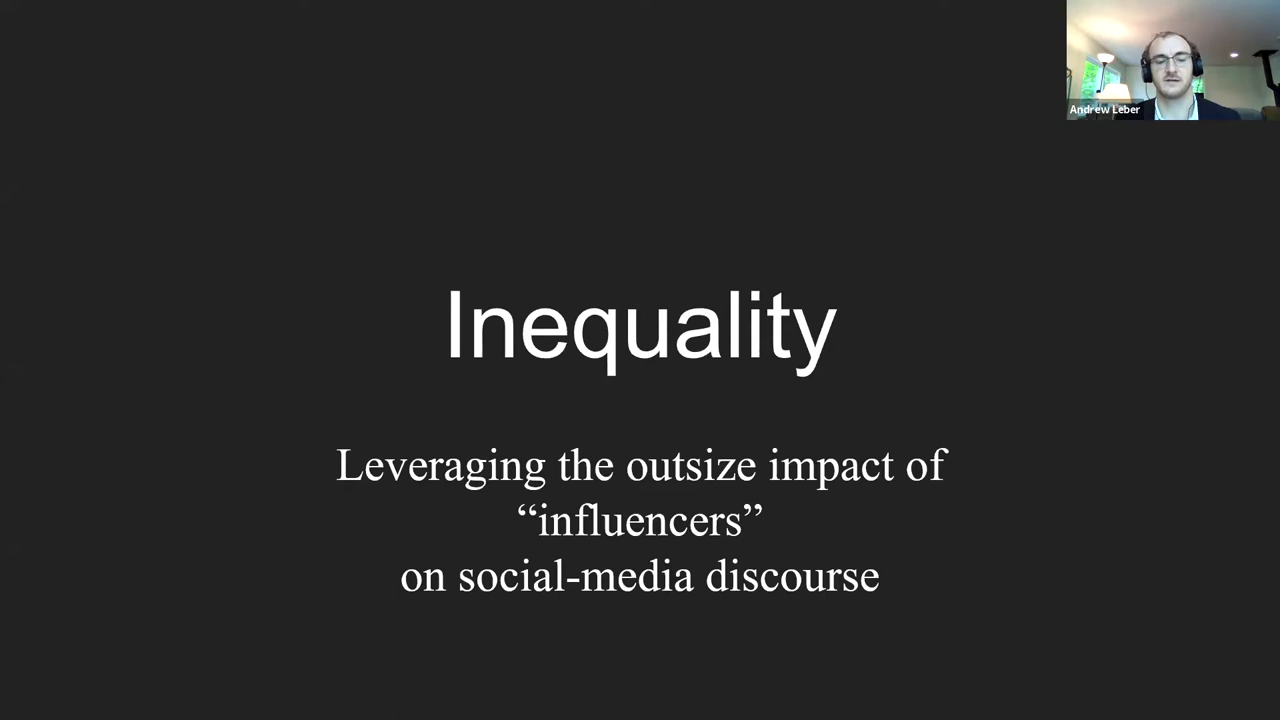 Andrew Leber
Inequality
Leveraging the outsize impact of
“influencers”
on social-media discourse